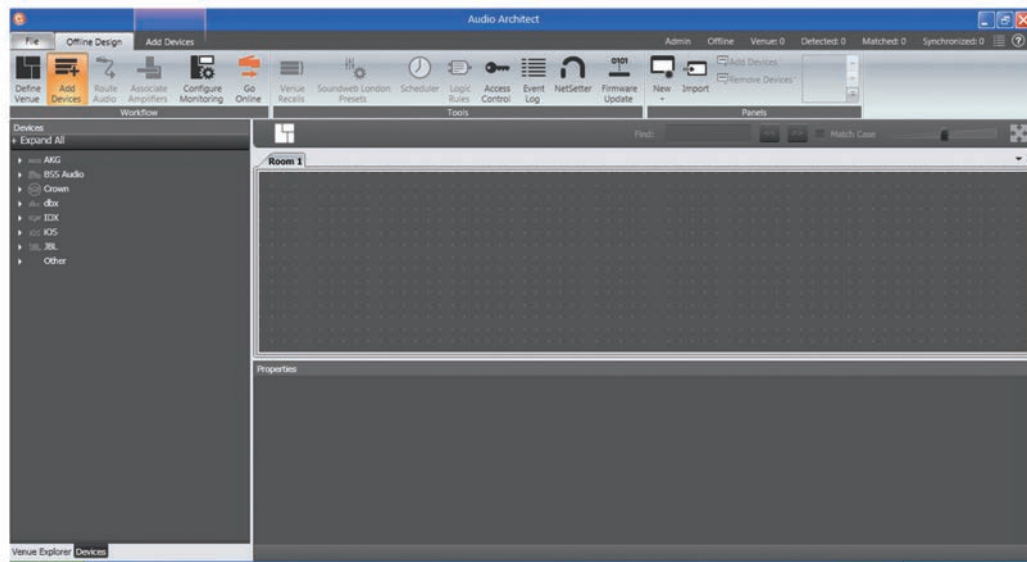 Audio Architect
File Offline Design Add Devices Admin Offline Venue: 0 Detected: 0 Matched: 0 Synchronized: 0
Define Venue Add Devices Route Audio Associate Amplifiers Configure Monitoring Go Online Venue Recalls Soundweb London Presets Scheduler Logic Rules Access Control Event Log NetSetter 0101 Firmware Update New Import Add Devices Remove Devices
Workflow Tools Panels
Devices
+ Expand All
Find: << >> Match Case
Room 1
AKG
BSS Audio
Crown
dbx
IDX
iOS
JBL
Other
Properties
Venue Explorer Devices